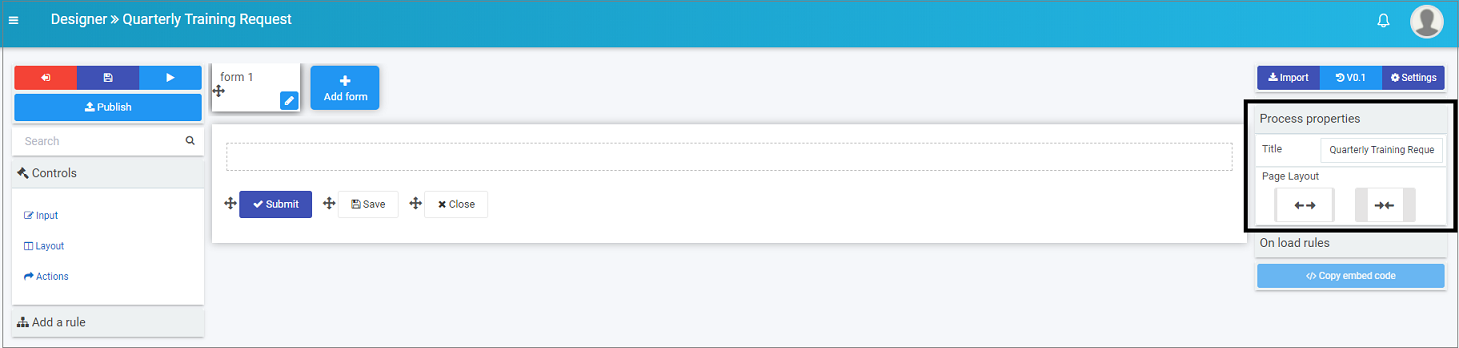 Designer » Quarterly Training Request
Publish
Search
Controls
Input
Layout
Actions
Add a rule
form 1
Add form
Submit
Save
Close
Import
V0.1
Settings
Process properties
Title
Quarterly Training Reque
Page Layout
On load rules
</> Copy embed code